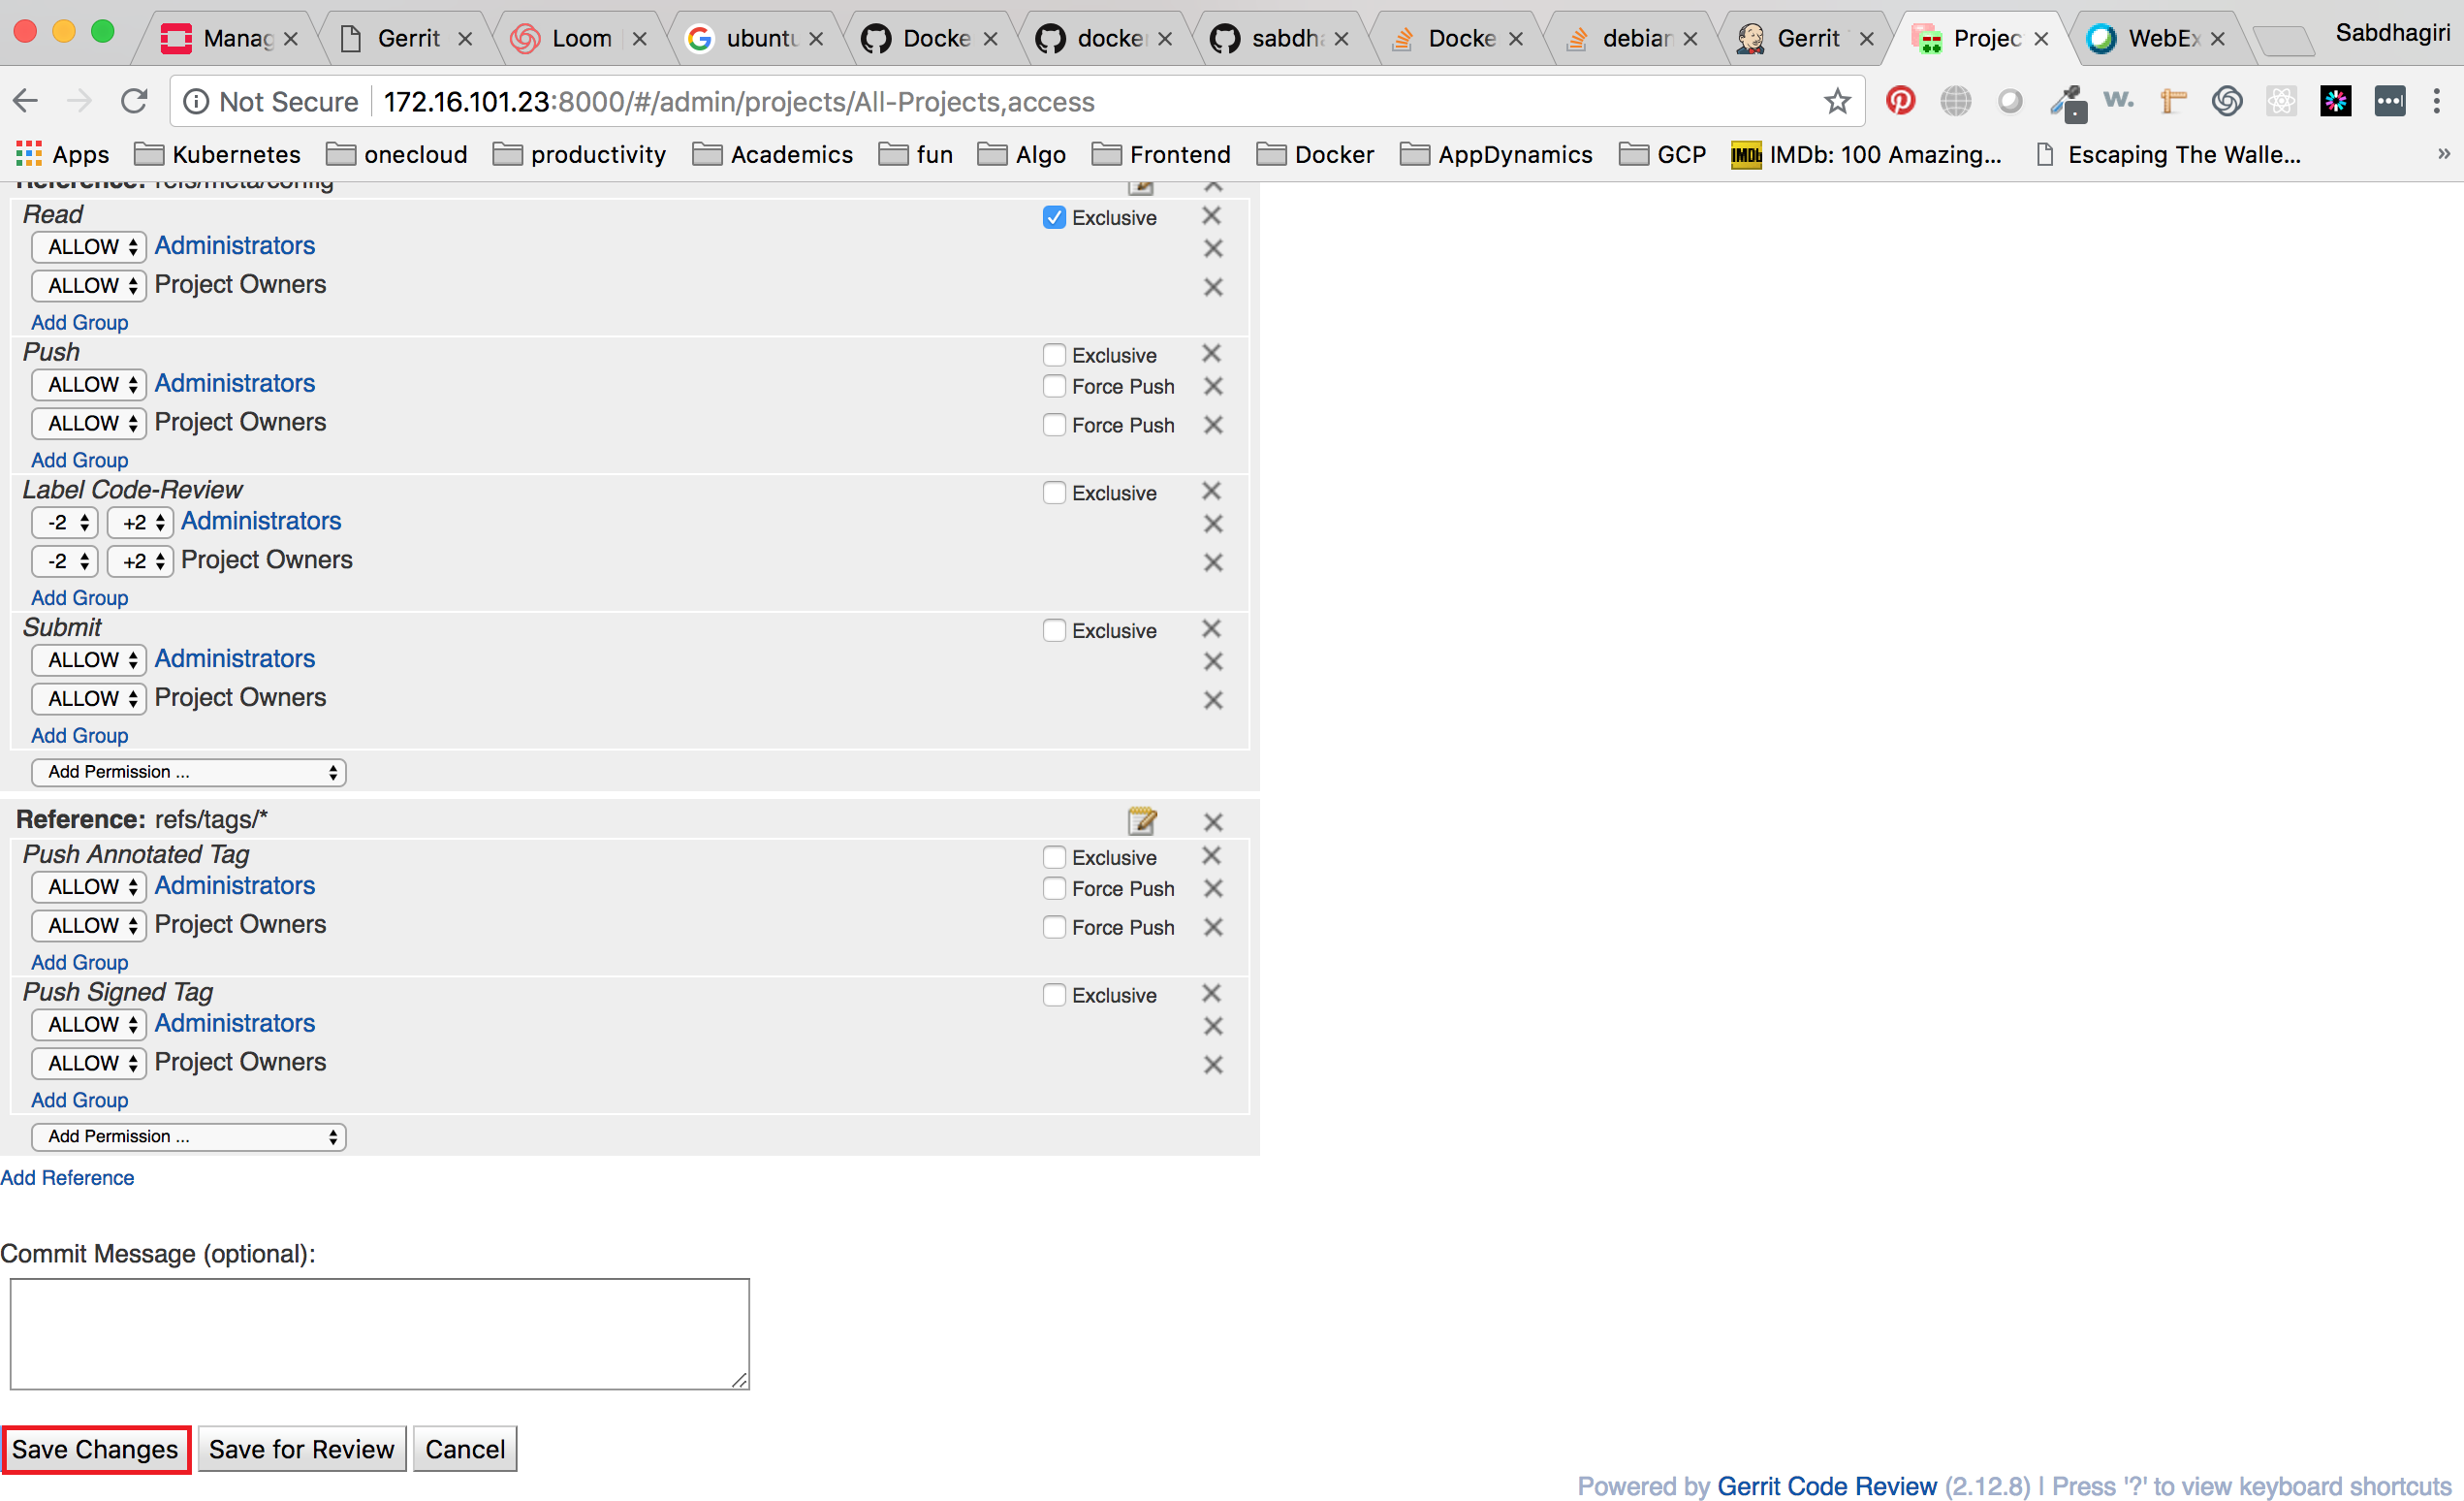 Manag Gerrit Loom ubuntu Docke docker sabdha Docke debian Gerrit Projec WebEx Sabdhagiri
Not Secure 172.16.101.23:8000/#/admin/projects/All-Projects,access
Apps Kubernetes onecloud productivity Academics fun Algo Frontend Docker AppDynamics GCP IMDb: 100 Amazing... Escaping The Walle... »
Reference: refs/meta/config
Read Exclusive
ALLOW Administrators
ALLOW Project Owners
Add Group
Push Exclusive
ALLOW Administrators Force Push
ALLOW Project Owners Force Push
Add Group
Label Code-Review Exclusive
-2 +2 Administrators
-2 +2 Project Owners
Add Group
Submit Exclusive
ALLOW Administrators
ALLOW Project Owners
Add Group
Add Permission ...
Reference: refs/tags/*
Push Annotated Tag Exclusive
ALLOW Administrators Force Push
ALLOW Project Owners Force Push
Add Group
Push Signed Tag Exclusive
ALLOW Administrators
ALLOW Project Owners
Add Group
Add Permission ...
Add Reference
Commit Message (optional):
Save Changes Save for Review Cancel
Powered by Gerrit Code Review (2.12.8) | Press '?' to view keyboard shortcuts